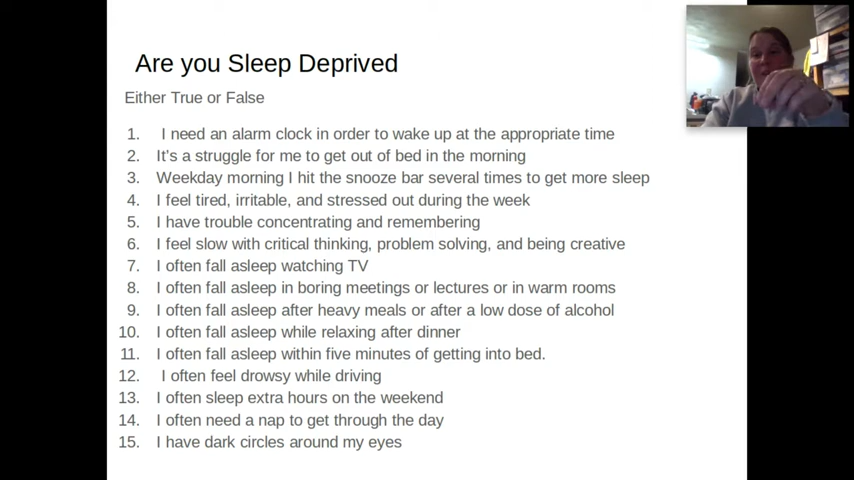 Are you Sleep Deprived
Either True or False
1. I need an alarm clock in order to wake up at the appropriate time
2. It's a struggle for me to get out of bed in the morning
3. Weekday morning I hit the snooze bar several times to get more sleep
4. I feel tired, irritable, and stressed out during the week
5. I have trouble concentrating and remembering
6. I feel slow with critical thinking, problem solving, and being creative
7. I often fall asleep watching TV
8. I often fall asleep in boring meetings or lectures or in warm rooms
9. I often fall asleep after heavy meals or after a low dose of alcohol
10. I often fall asleep while relaxing after dinner
11. I often fall asleep within five minutes of getting into bed.
12. I often feel drowsy while driving
13. I often sleep extra hours on the weekend
14. I often need a nap to get through the day
15. I have dark circles around my eyes